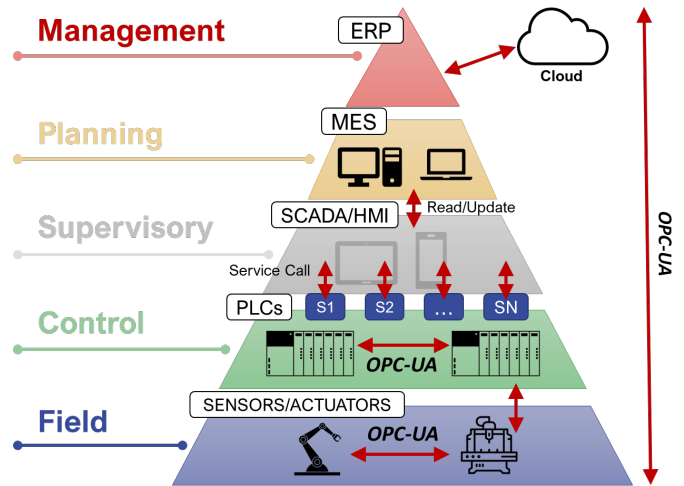 Management
ERP
Cloud
Planning
MES
Supervisory
SCADA/HMI
Read/Update
OPC-UA
Service Call
PLCs
S1
S2
...
SN
Control
OPC-UA
SENSORS/ACTUATORS
Field
OPC-UA